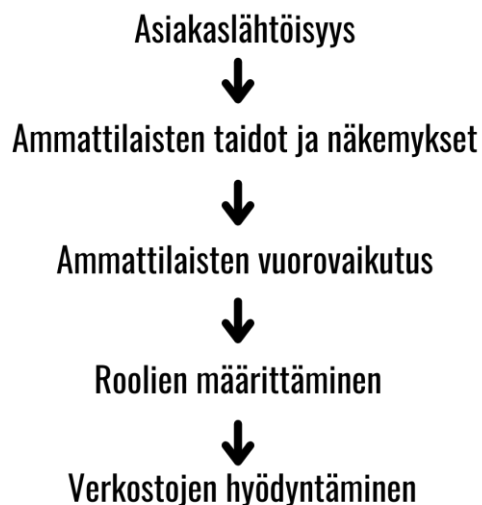 Asiakaslähtöisyys
Ammattilaisten taidot ja näkemykset
Ammattilaisten vuorovaikutus
Roolien määrittäminen
Verkostojen hyödyntäminen